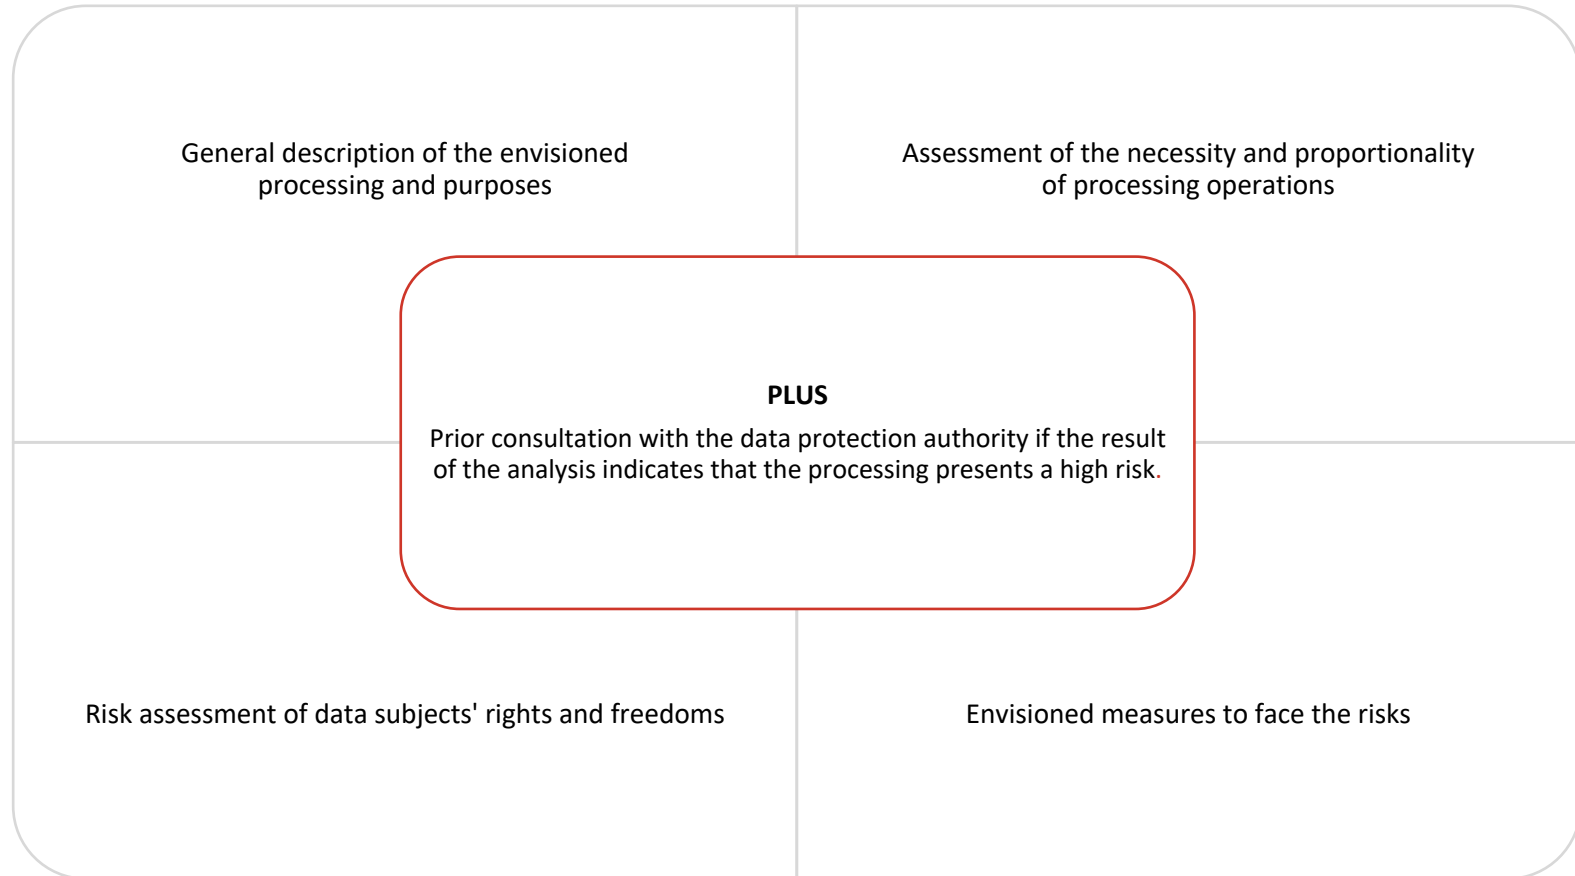 General description of the envisioned
processing and purposes
Assessment of the necessity and proportionality
of processing operations
PLUS
Prior consultation with the data protection authority if the result
of the analysis indicates that the processing presents a high risk.
Risk assessment of data subjects' rights and freedoms
Envisioned measures to face the risks